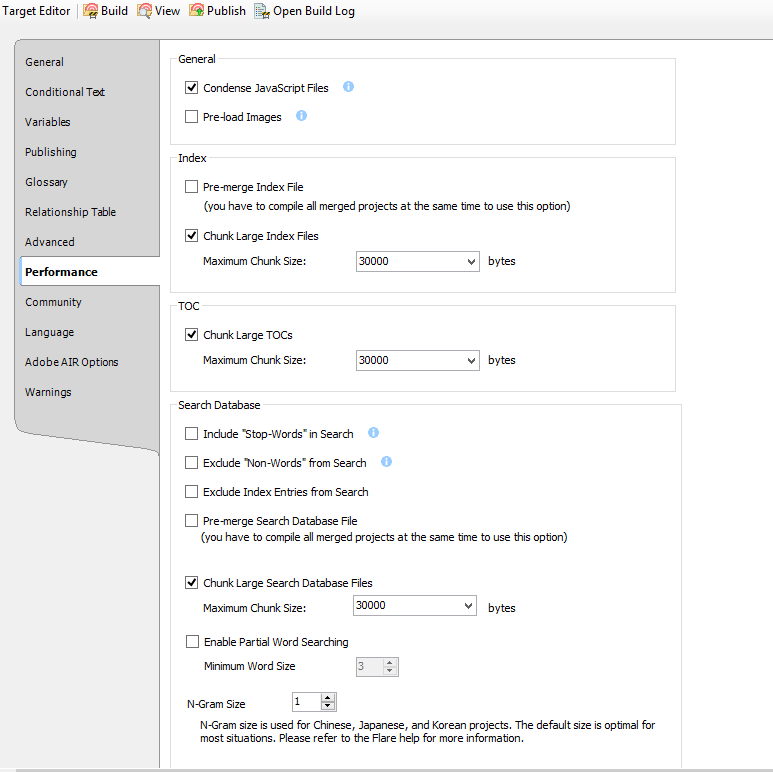 Target Editor Build View Publish Open Build Log
General
Conditional Text
Variables
Publishing
Glossary
Relationship Table
Advanced
Performance
Community
Language
Adobe AIR Options
Warnings
General
Condense JavaScript Files
Pre-load Images
Index
Pre-merge Index File
(you have to compile all merged projects at the same time to use this option)
Chunk Large Index Files
Maximum Chunk Size: 30000 bytes
TOC
Chunk Large TOCs
Maximum Chunk Size: 30000 bytes
Search Database
Include "Stop-Words" in Search
Exclude "Non-Words" from Search
Exclude Index Entries from Search
Pre-merge Search Database File
(you have to compile all merged projects at the same time to use this option)
Chunk Large Search Database Files
Maximum Chunk Size: 30000 bytes
Enable Partial Word Searching
Minimum Word Size 3
N-Gram Size 1
N-Gram size is used for Chinese, Japanese, and Korean projects. The default size is optimal for
most situations. Please refer to the Flare help for more information.